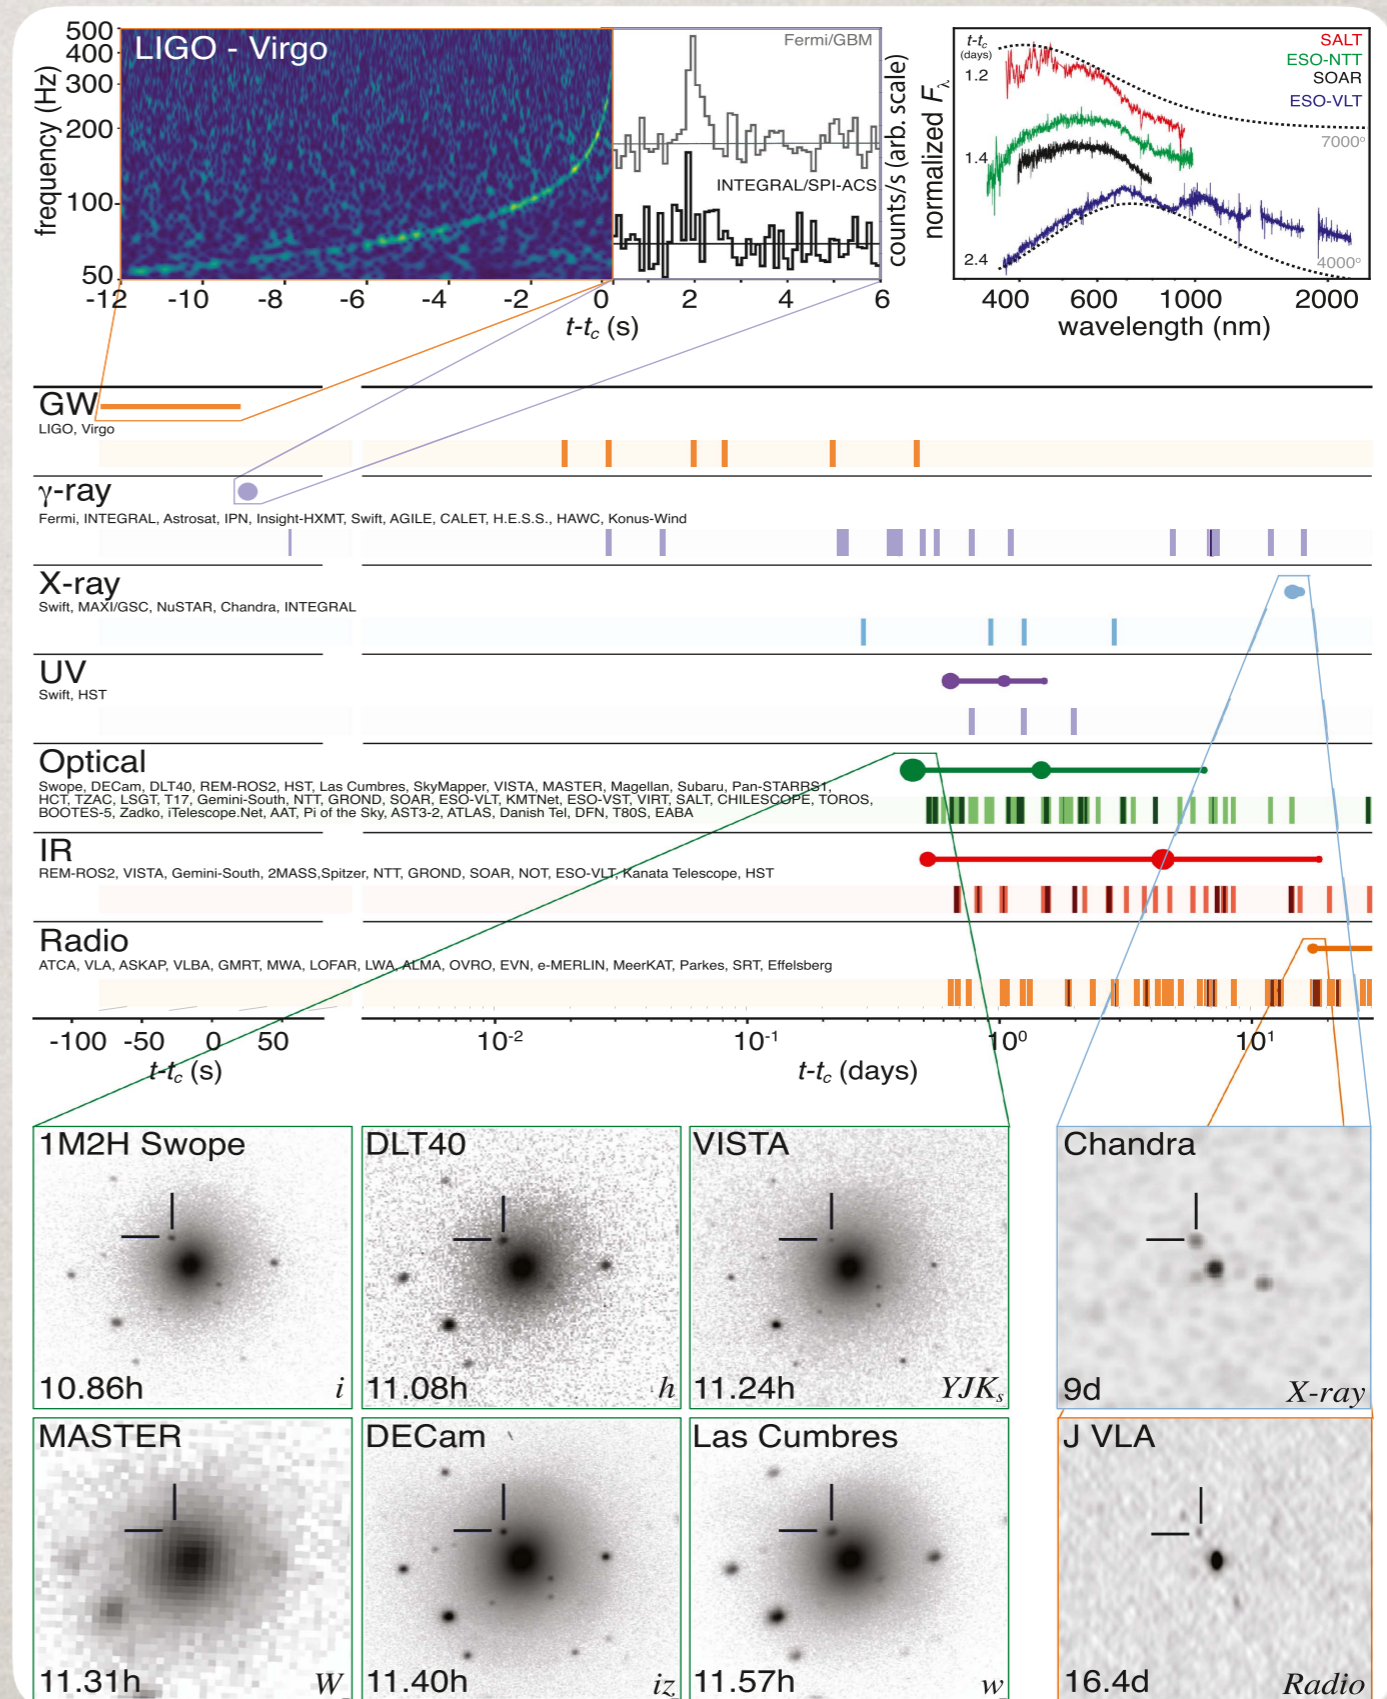 LIGO - Virgo
500
400
300
200
100
50
frequency (Hz)
-12 -10 -8 -6 -4 -2 0 2 4 6
t-tc (s)
Fermi/GBM
INTEGRAL/SPI-ACS
counts/s (arb. scale)
normalized Fλ
t-tc
(days)
1.2
1.4
2.4
SALT
ESO-NTT
SOAR
ESO-VLT
7000°
4000°
400 600 1000 2000
wavelength (nm)
GW
LIGO, Virgo
γ-ray
Fermi, INTEGRAL, Astrosat, IPN, Insight-HXMT, Swift, AGILE, CALET, H.E.S.S., HAWC, Konus-Wind
X-ray
Swift, MAXI/GSC, NuSTAR, Chandra, INTEGRAL
UV
Swift, HST
Optical
Swope, DECam, DLT40, REM-ROS2, HST, Las Cumbres, SkyMapper, VISTA, MASTER, Magellan, Subaru, Pan-STARRS1,
HCT, TZAC, LSGT, T17, Gemini-South, NTT, GROND, SOAR, ESO-VLT, KMTNet, ESO-VST, VIRT, SALT, CHILESCOPE, TOROS,
BOOTES-5, Zadko, iTelescope.Net, AAT, Pi of the Sky, AST3-2, ATLAS, Danish Tel, DFN, T80S, EABA
IR
REM-ROS2, VISTA, Gemini-South, 2MASS,Spitzer, NTT, GROND, SOAR, NOT, ESO-VLT, Kanata Telescope, HST
Radio
ATCA, VLA, ASKAP, VLBA, GMRT, MWA, LOFAR, LWA, ALMA, OVRO, EVN, e-MERLIN, MeerKAT, Parkes, SRT, Effelsberg
-100 -50 0 50 10⁻² 10⁻¹ 10⁰ 10¹
t-tc (s) t-tc (days)
1M2H Swope
10.86h i
DLT40
11.08h h
VISTA
11.24h YJKs
Chandra
9d X-ray
MASTER
11.31h W
DECam
11.40h iz
Las Cumbres
11.57h w
J VLA
16.4d Radio